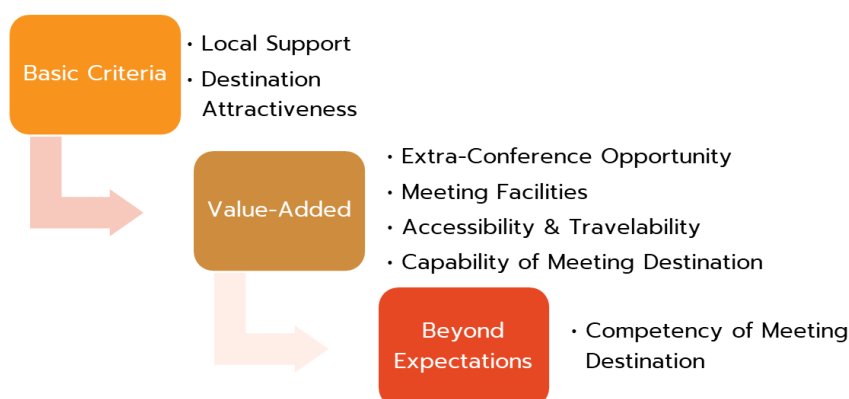 Basic Criteria
· Local Support
· Destination
Attractiveness
Value-Added
· Extra-Conference Opportunity
· Meeting Facilities
· Accessibility & Travelability
· Capability of Meeting Destination
Beyond
Expectations
· Competency of Meeting
Destination